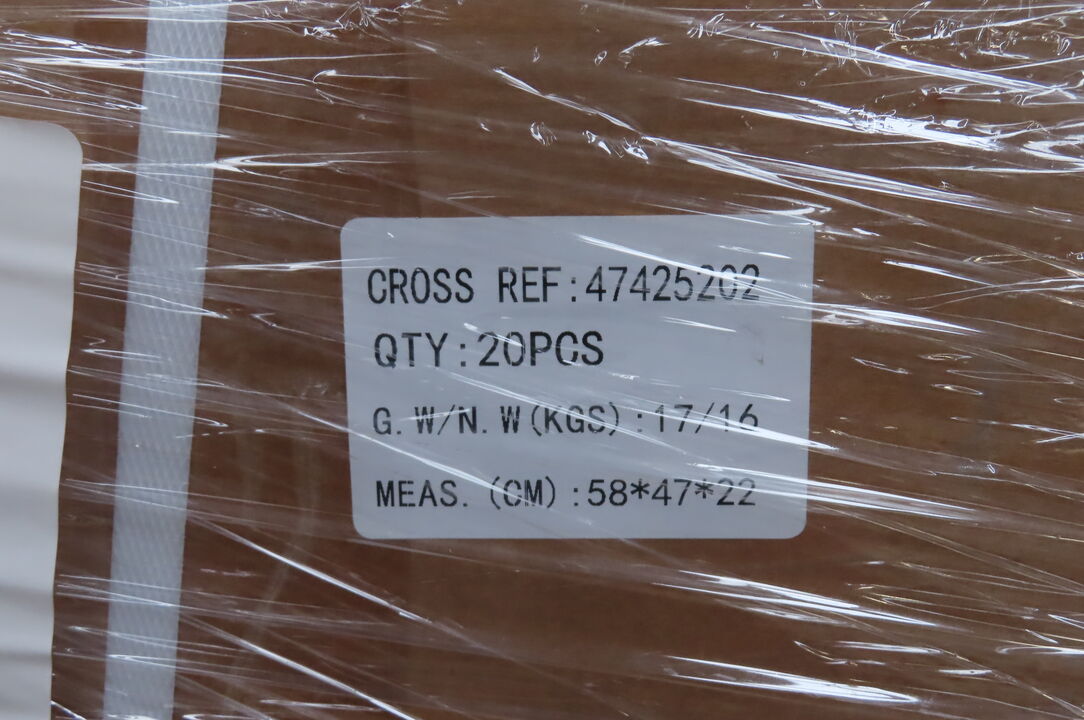 CROSS REF:47425202
QTY:20PCS
G.W/N.W(KGS):17/16
MEAS.(CM):58*47*22